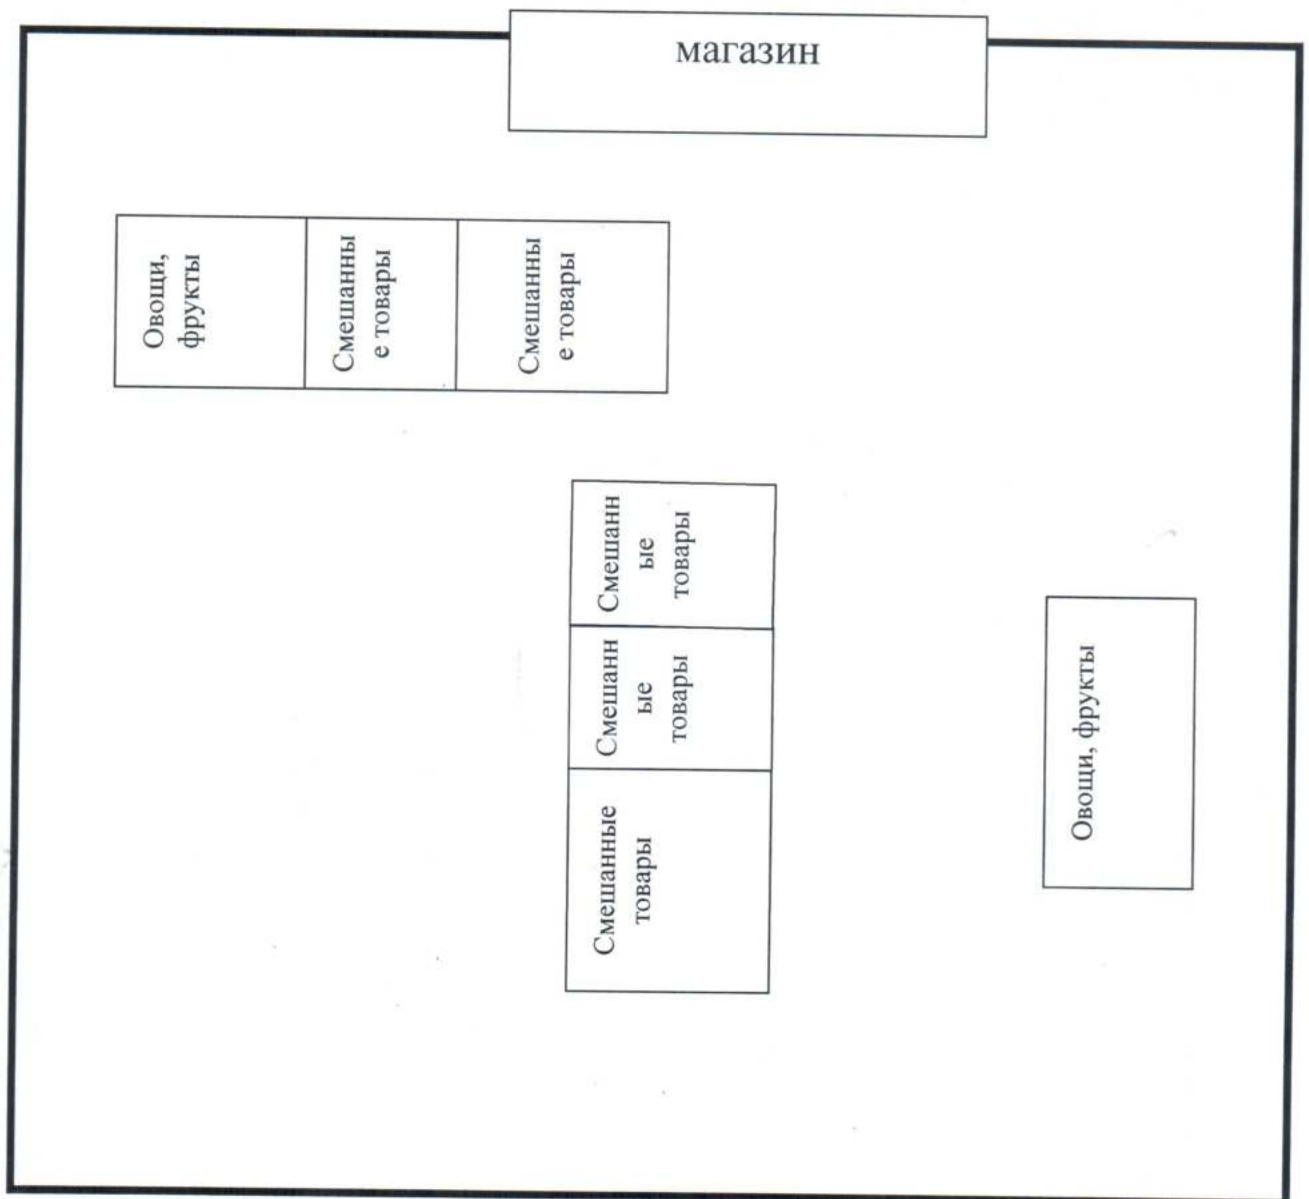 магазин
Овощи,
фрукты
Смешанны
е товары
Смешанны
е товары
Смешанн
ые
товары
Смешанн
ые
товары
Смешанные
товары
Овощи, фрукты